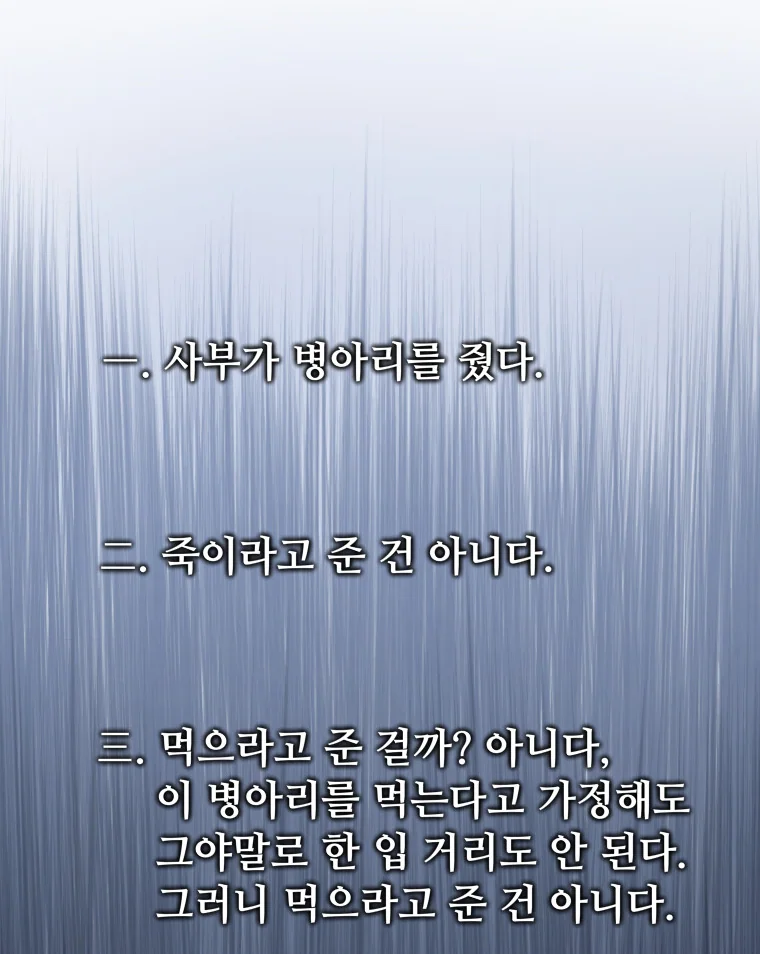 一. 사부가 병아리를 줬다.
二. 죽이라고 준 건 아니다.
三. 먹으라고 준 걸까? 아니다,
이 병아리를 먹는다고 가정해도
그야말로 한 입 거리도 안 된다.
그러니 먹으라고 준 건 아니다.